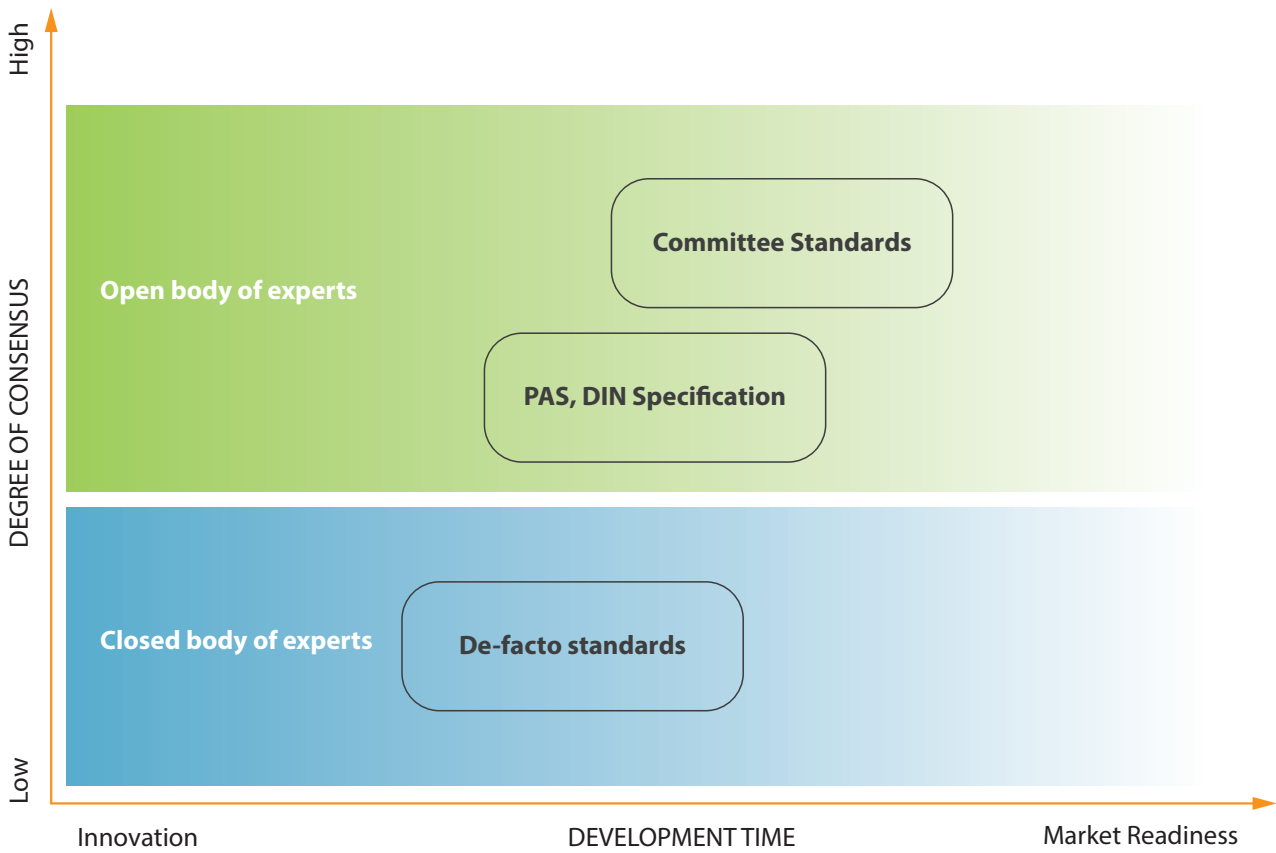 High
DEGREE OF CONSENSUS
Low
Open body of experts
Committee Standards
PAS, DIN Specification
Closed body of experts
De-facto standards
Innovation
DEVELOPMENT TIME
Market Readiness